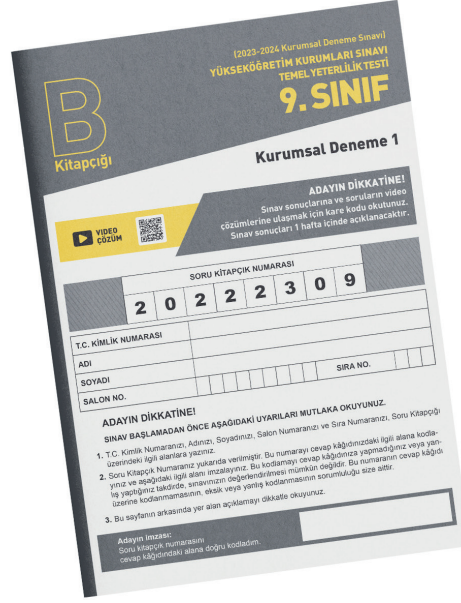 (2023-2024 Kurumsal Deneme Sınavı)
YÜKSEKÖĞRETİM KURUMLARI SINAVI
TEMEL YETERLİLİK TESTİ
9. SINIF
B
Kitapçığı
Kurumsal Deneme 1
ADAYIN DİKKATİNE!
Sınav sonuçlarına ve soruların video
çözümlerine ulaşmak için kare kodu okutunuz.
Sınav sonuçları 1 hafta içinde açıklanacaktır.
VIDEO
ÇÖZÜM
SORU KİTAPÇIK NUMARASI
2 0 2 2 2 3 0 9
T.C. KİMLİK NUMARASI
ADI
SOYADI
SALON NO.
SIRA NO.
ADAYIN DİKKATİNE!
SINAV BAŞLAMADAN ÖNCE AŞAĞIDAKİ UYARILARI MUTLAKA OKUYUNUZ.
1. T.C. Kimlik Numaranızı, Adınızı, Soyadınızı, Salon Numaranızı ve Sıra Numaranızı, Soru Kitapçığı
üzerindeki ilgili alanlara yazınız.
2. Soru Kitapçık Numaranız yukarıda verilmiştir. Bu numarayı cevap kâğıdınızdaki ilgili alana kodla-
yınız ve aşağıdaki ilgili alanı imzalayınız. Bu kodlamayı cevap kâğıdınıza yapmadığınız veya yan-
lış yaptığınız takdirde, sınavınızın değerlendirilmesi mümkün değildir. Bu numaranın cevap kâğıdı
üzerine kodlanmamasının, eksik veya yanlış kodlanmasının sorumluluğu size aittir.
3. Bu sayfanın arkasında yer alan açıklamayı dikkatle okuyunuz.
Adayın imzası:
Soru kitapçık numarasını
cevap kâğıdındaki alana doğru kodladım.